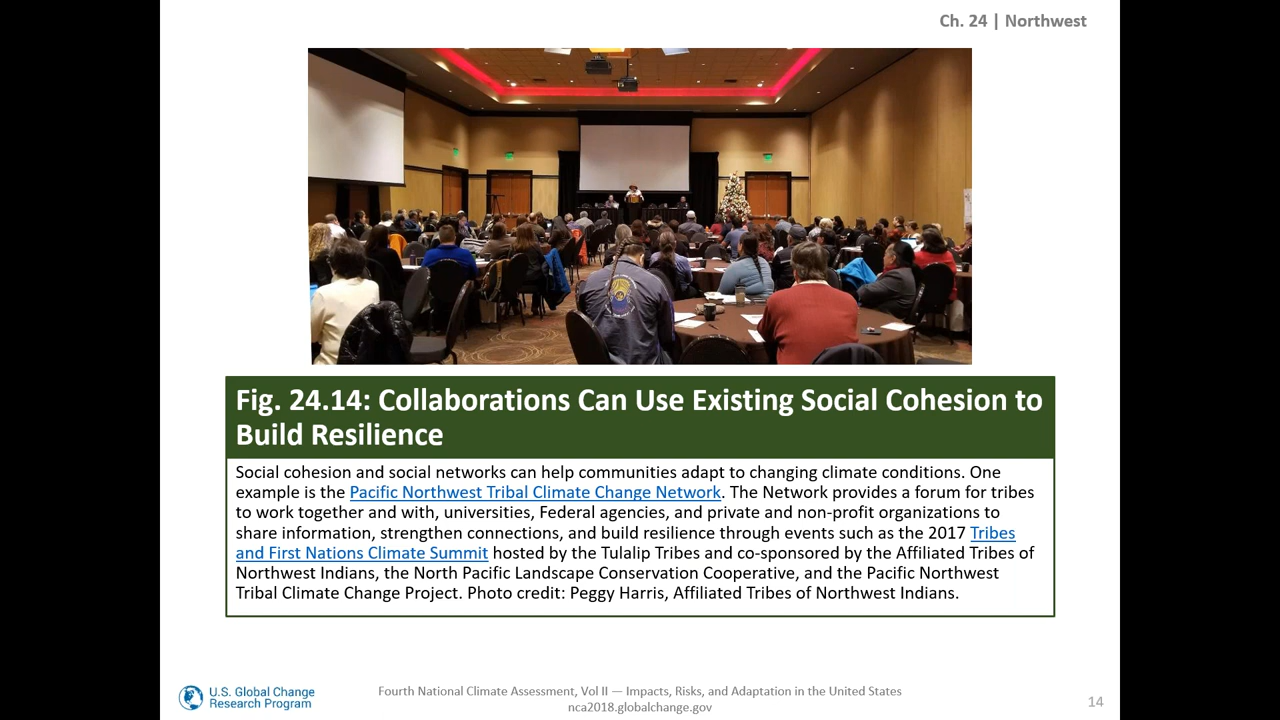 Ch. 24 | Northwest
Fig. 24.14: Collaborations Can Use Existing Social Cohesion to
Build Resilience
Social cohesion and social networks can help communities adapt to changing climate conditions. One
example is the Pacific Northwest Tribal Climate Change Network. The Network provides a forum for tribes
to work together and with, universities, Federal agencies, and private and non-profit organizations to
share information, strengthen connections, and build resilience through events such as the 2017 Tribes
and First Nations Climate Summit hosted by the Tulalip Tribes and co-sponsored by the Affiliated Tribes of
Northwest Indians, the North Pacific Landscape Conservation Cooperative, and the Pacific Northwest
Tribal Climate Change Project. Photo credit: Peggy Harris, Affiliated Tribes of Northwest Indians.
U.S. Global Change
Research Program
Fourth National Climate Assessment, Vol II — Impacts, Risks, and Adaptation in the United States
nca2018.globalchange.gov
14